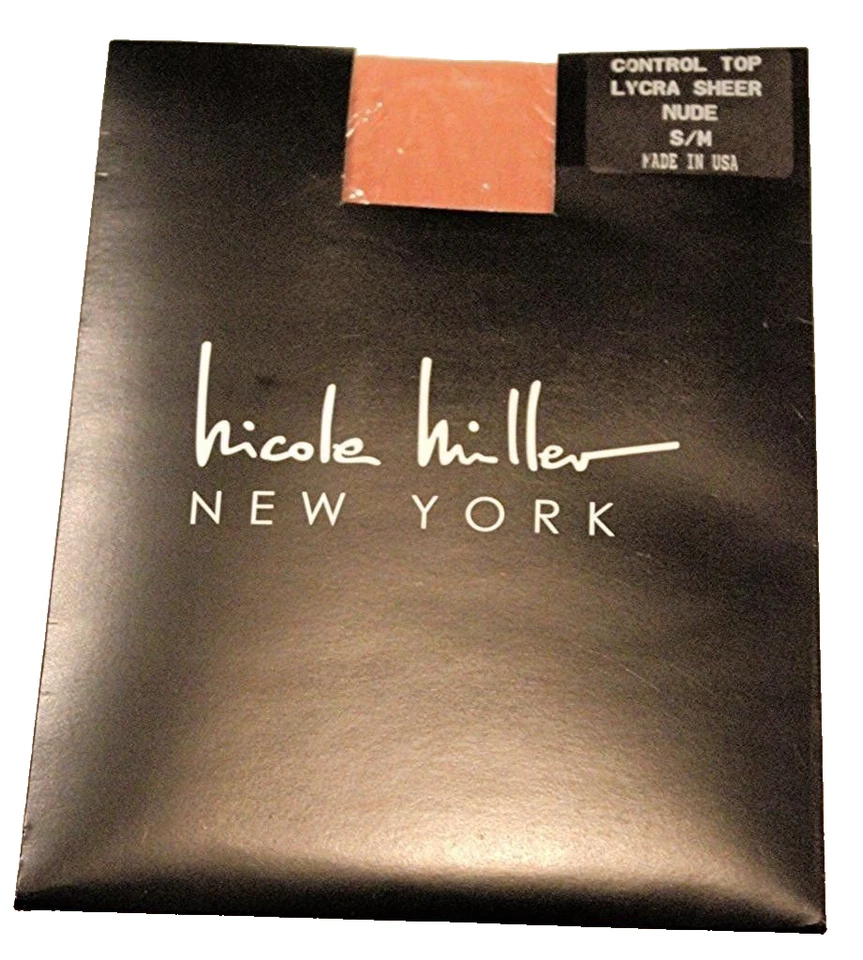 CONTROL TOP
LYCRA SHEER
NUDE
S/M
MADE IN USA
nicole miller
NEW YORK